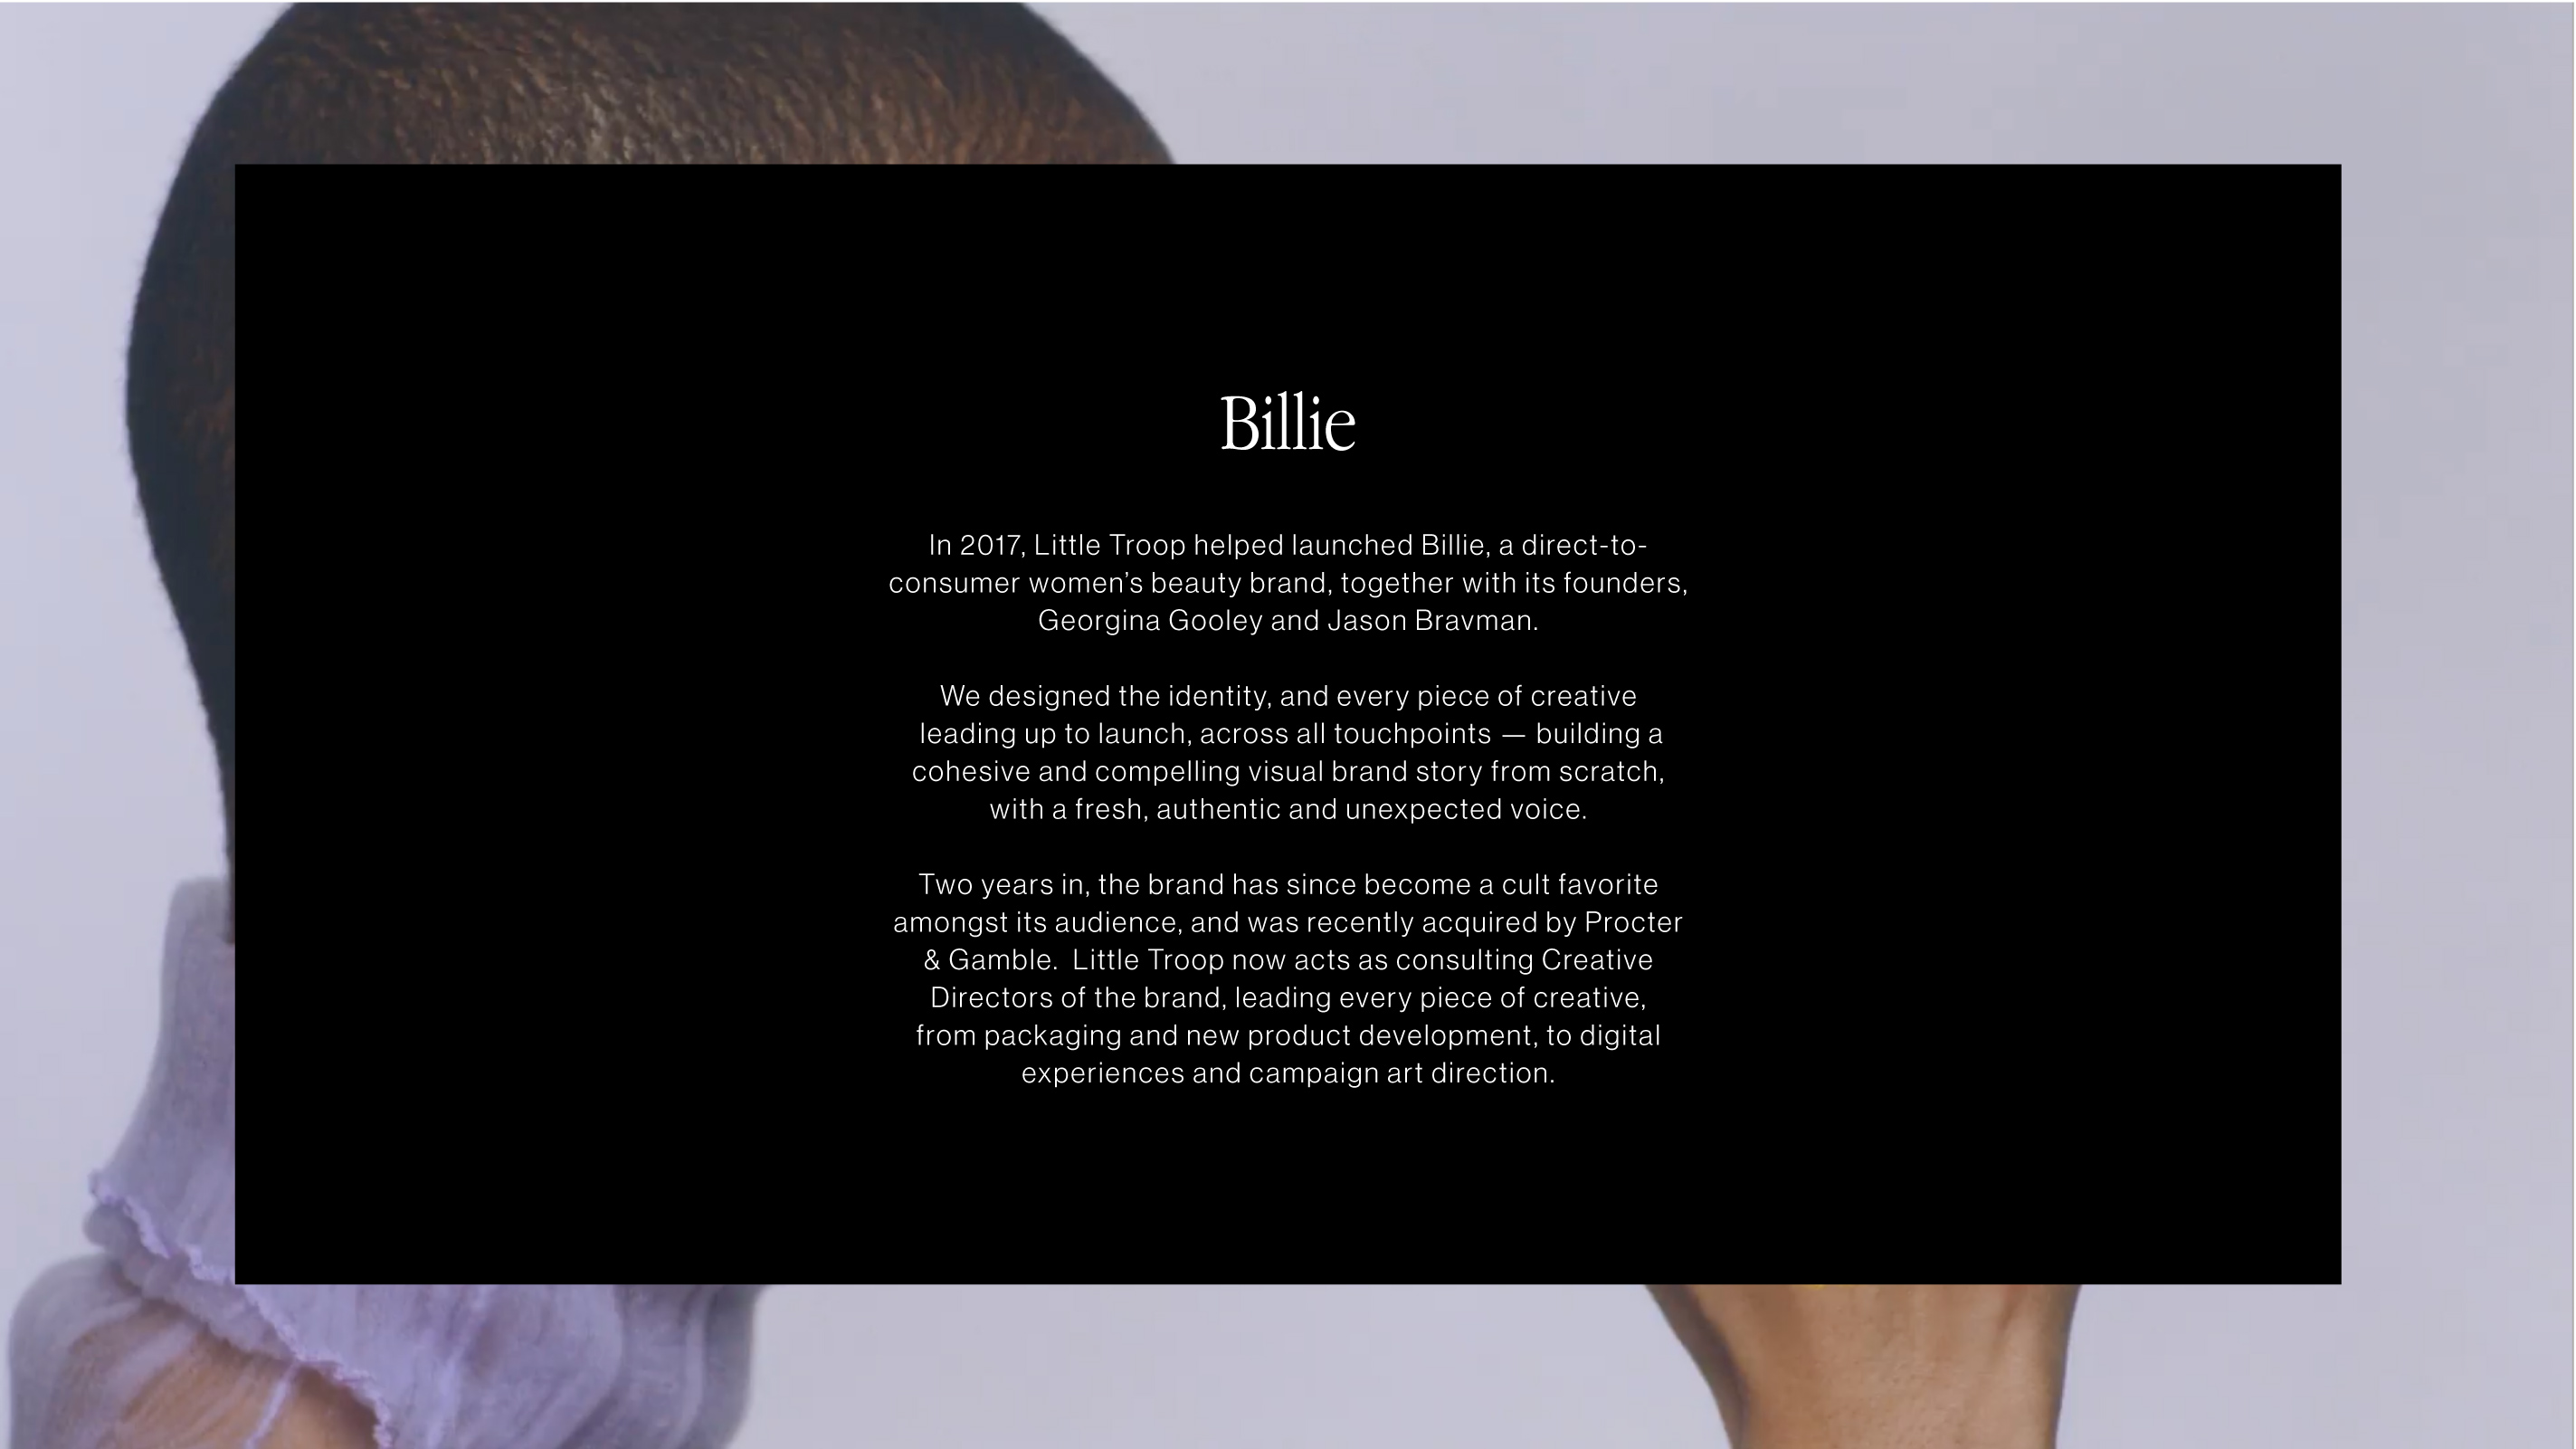 Billie
In 2017, Little Troop helped launched Billie, a direct-to-
consumer women’s beauty brand, together with its founders,
Georgina Gooley and Jason Bravman.
We designed the identity, and every piece of creative
leading up to launch, across all touchpoints — building a
cohesive and compelling visual brand story from scratch,
with a fresh, authentic and unexpected voice.
Two years in, the brand has since become a cult favorite
amongst its audience, and was recently acquired by Procter
& Gamble.  Little Troop now acts as consulting Creative
Directors of the brand, leading every piece of creative,
from packaging and new product development, to digital
experiences and campaign art direction.